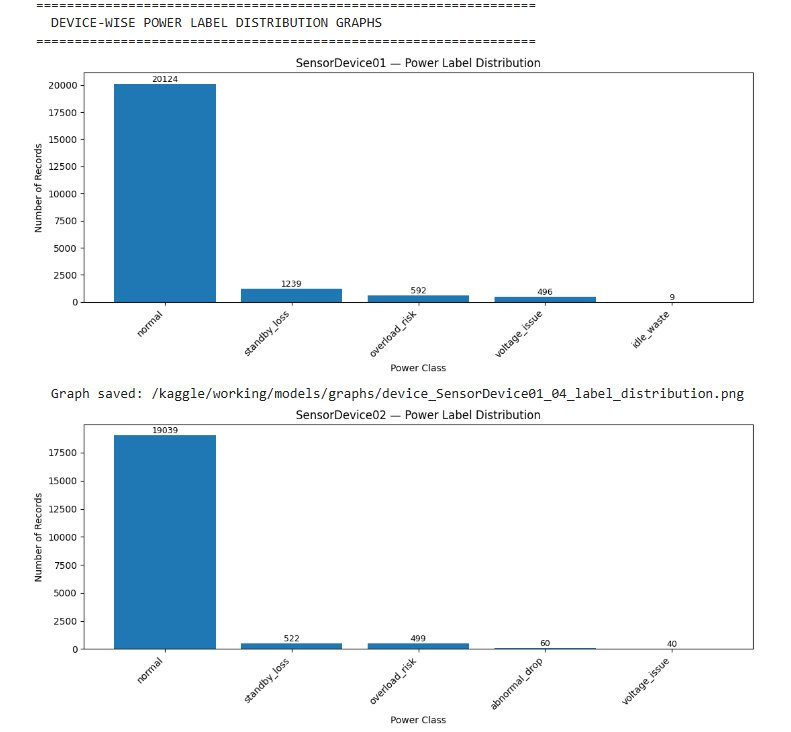 =================================================================
DEVICE-WISE POWER LABEL DISTRIBUTION GRAPHS
=================================================================
SensorDevice01 — Power Label Distribution
Number of Records
20000
17500
15000
12500
10000
7500
5000
2500
0
20124
1239
592
496
9
normal
standby_loss
overload_risk
voltage_issue
idle_waste
Power Class
Graph saved: /kaggle/working/models/graphs/device_SensorDevice01_04_label_distribution.png
SensorDevice02 — Power Label Distribution
Number of Records
17500
15000
12500
10000
7500
5000
2500
0
19039
522
499
60
40
normal
standby_loss
overload_risk
abnormal_drop
voltage_issue
Power Class